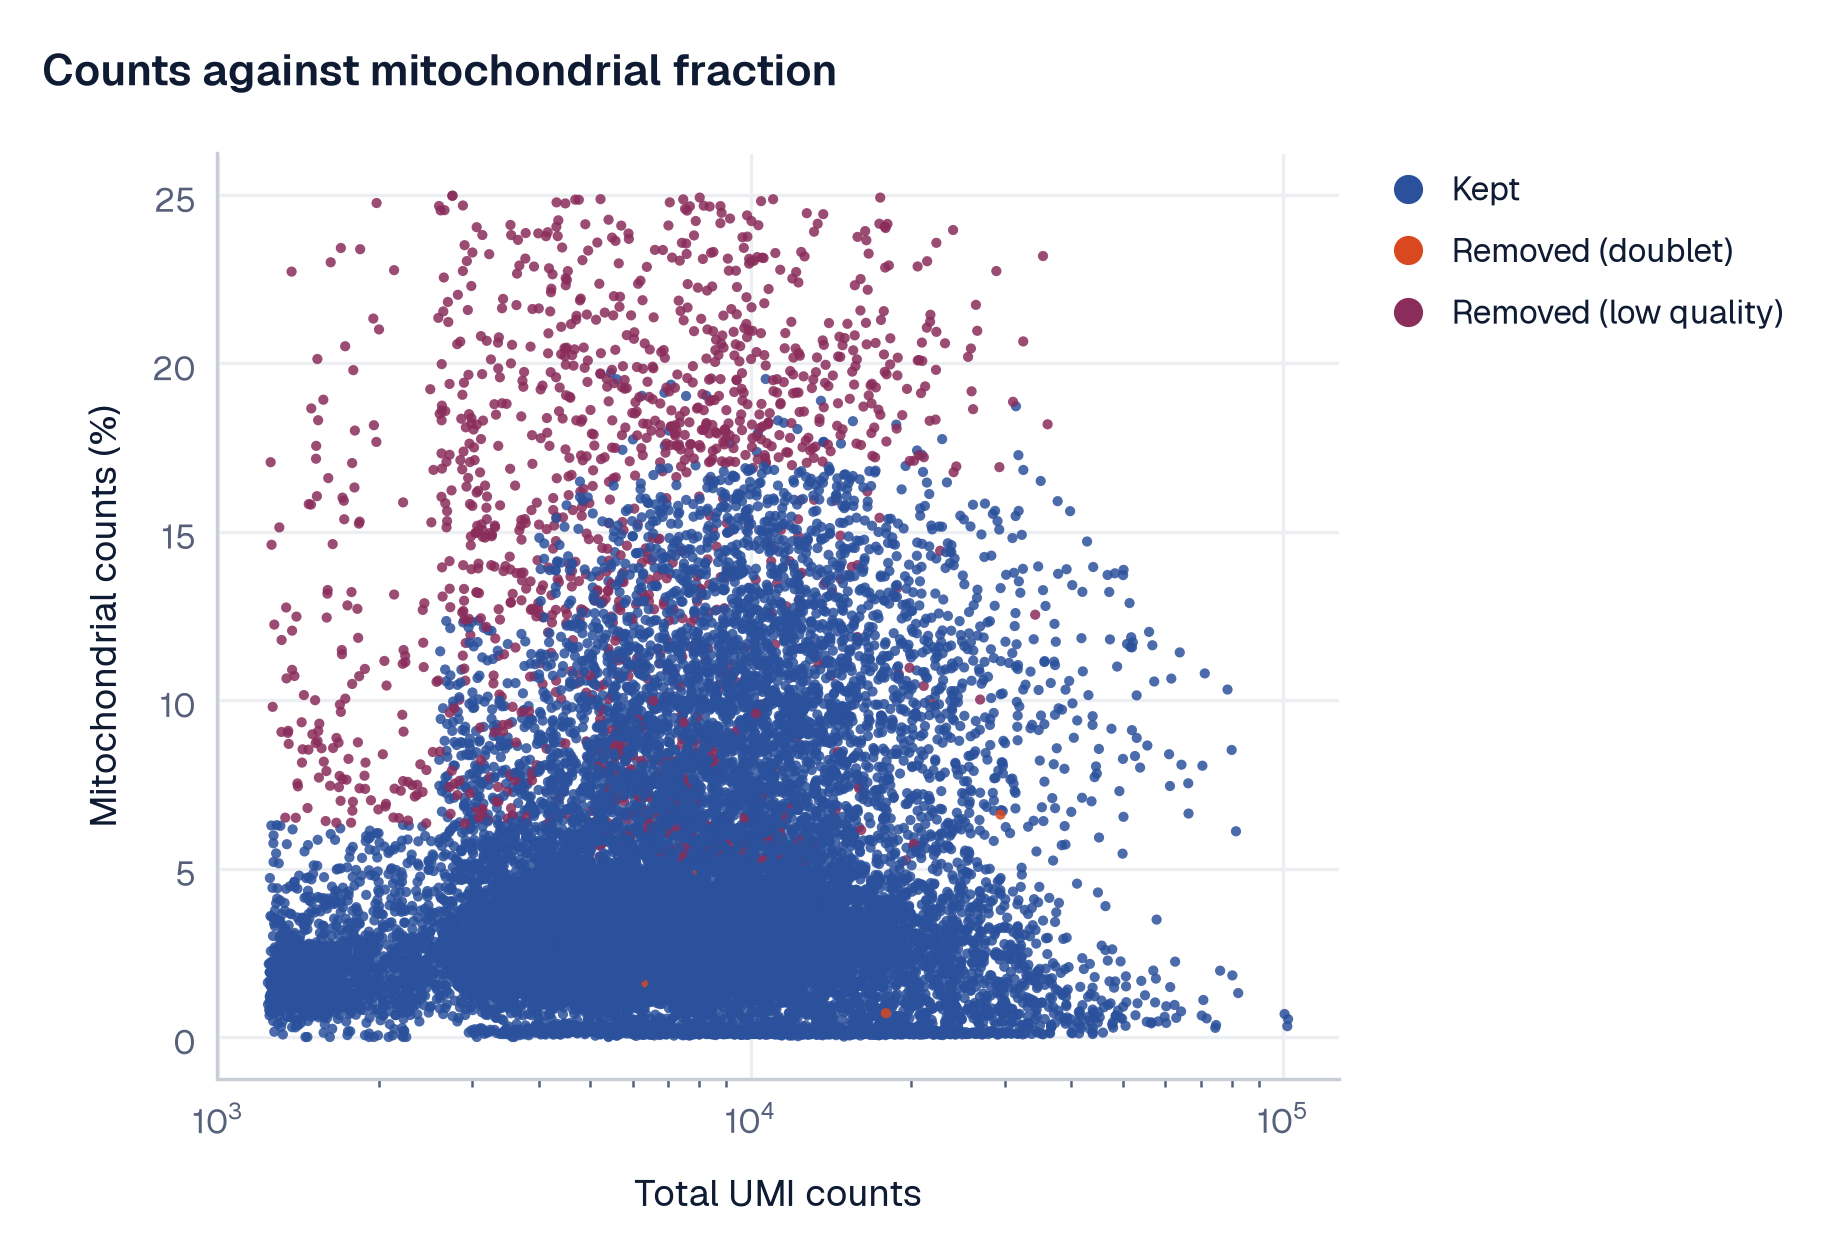 Counts against mitochondrial fraction
Kept
Removed (doublet)
Removed (low quality)
Mitochondrial counts (%)
25
20
15
10
5
0
10³
10⁴
10⁵
Total UMI counts